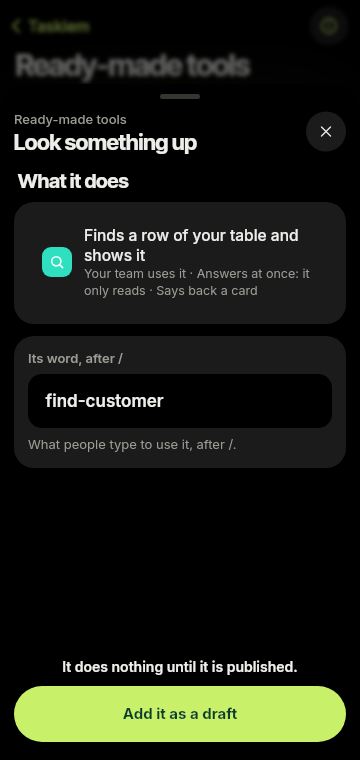 Taskiem
Ready-made tools
Ready-made tools
Look something up
What it does
Finds a row of your table and
shows it
Your team uses it · Answers at once: it
only reads · Says back a card
Its word, after /
find-customer
What people type to use it, after /.
It does nothing until it is published.
Add it as a draft